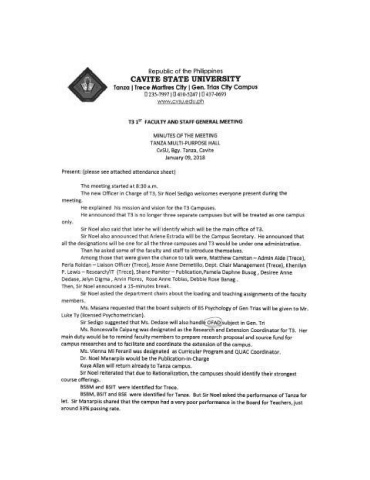 Republic of the Philippines
CAVITE STATE UNIVERSITY
Tanza | Trece Martires City | Gen. Trias City Campus
www.cvsu.edu.ph
T3 1ST FACULTY AND STAFF GENERAL MEETING
MINUTES OF THE MEETING
TANZA MULTI-PURPOSE HALL
CvSU, Bgy. Tanza, Cavite
January 09, 2018
Present: (please see attached attendance sheet)
The meeting started at 8:30 a.m.
The new Officer in Charge of T3, Sir Noel Sedigo welcomes everyone present during the
meeting.
He explained his mission and vision for the T3 Campuses.
He announced that T3 is no longer three separate campuses but will be treated as one campus
only.
Sir Noel also said that later he will identify which will be the main office of T3.
Sir Noel also announced that Arlene Estrada will be the Campus Secretary. He announced that
all the designations will be one for all the three campuses and T3 would be under one administrative.
Then he asked some of the faculty and staff to introduce themselves.
Among those that were given the chance to talk were, Matthew Canstian – Admin Aide (Trece),
Perla Roldan – Liaison Officer (Trece), Jessie Anne Demetillo, Dept. Chair Management (Trece), Kherilyn
P. Lewis – Research/IT (Trece), Shane Pamiter – Publication, Pamela Daphne Busog, Desiree Anne
Dedase, Jelyn Digma, Arvin Flores, Rose Anne Tobias, Debbie Rose Banag.
Then, Sir Noel announced a 15-minutes break.
Sir Noel asked the department chairs about the loading and teaching assignments of the faculty
members.
Ms. Masana requested that the board subjects of BS Psychology of Gen Trias will be given to Mr.
Luke Ty (licensed Psychometician).
Sir Sedigo suggested that Ms. Dedase will also handle OFAD subject in Gen. Tri
Ms. Roncesvalle Caipang was designated as the Research and Extension Coordinator for T3. Her
main duty would be to remind faculty members to prepare research proposal and source fund for
campus researches and to facilitate and coordinate the extension of the campus.
Ms. Vienna Mi Feranil was designated as Curricular Program and QUAC Coordinator.
Dr. Noel Manarpiis would be the Publication-in-Charge
Kaya Allan will return already to Tanza campus.
Sir Noel reiterated that due to Rationalization, the campuses should identify their strongest
course offerings.
BSBM and BSIT were identified for Trece.
BSBM, BSIT and BSE were identified for Tanza. But Sir Noel asked the performance of Tanza for
let. Sir Manarpiis shared that the campus had a very poor performance in the Board for Teachers, just
around 33% passing rate.